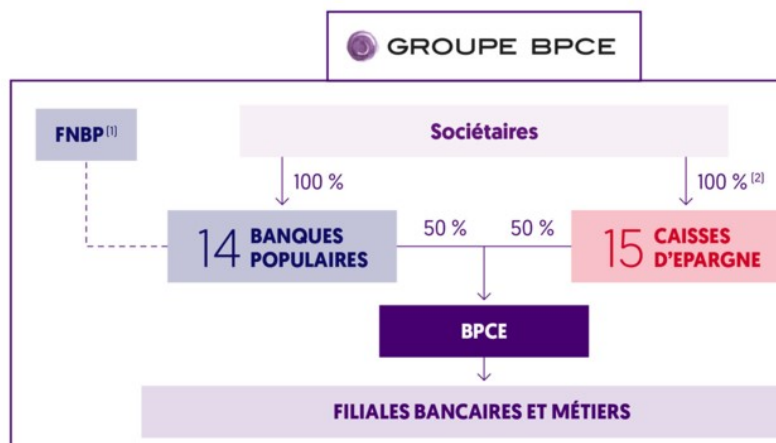 GROUPE BPCE
FNBP (1)
Sociétaires
100 %
100 % (2)
14 BANQUES
POPULAIRES
50 %
50 %
15 CAISSES
D'EPARGNE
BPCE
FILIALES BANCAIRES ET MÉTIERS